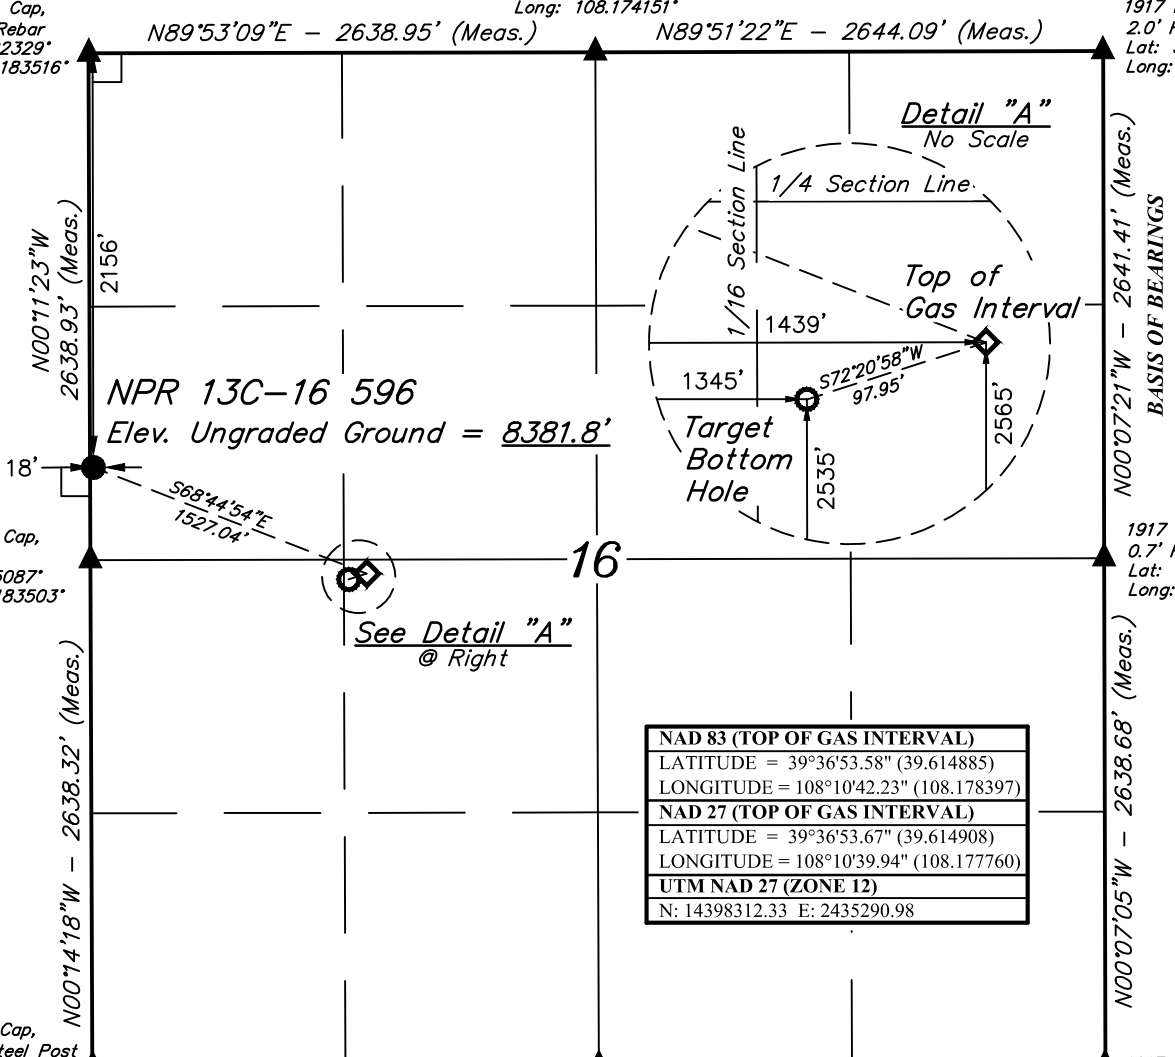 Cap,
Rebar
2329°
183516°
Long: 108.174151°
N89°53'09"E – 2638.95' (Meas.)
N89°51'22"E – 2644.09' (Meas.)
1917
2.0'
Lat:
Long:
Detail "A"
No Scale
1/4 Section Line
1/16 Section Line
Top of
Gas Interval
1439'
1345'
S72°20'58"W
97.95'
Target
Bottom
Hole
2535'
2565'
N00°11'23"W
2638.93' (Meas.)
2156'
N00°07'21"W – 2641.41' (Meas.)
BASIS OF BEARINGS
NPR 13C–16 596
Elev. Ungraded Ground = 8381.8'
18'
S68°44'54"E
1527.04'
16
Cap,
5087°
183503°
1917
0.7'
Lat:
Long:
See Detail "A"
@ Right
N00°14'18"W – 2638.32' (Meas.)
N00°07'05"W – 2638.68' (Meas.)
NAD 83 (TOP OF GAS INTERVAL)
LATITUDE = 39°36'53.58" (39.614885)
LONGITUDE = 108°10'42.23" (108.178397)
NAD 27 (TOP OF GAS INTERVAL)
LATITUDE = 39°36'53.67" (39.614908)
LONGITUDE = 108°10'39.94" (108.177760)
UTM NAD 27 (ZONE 12)
N: 14398312.33 E: 2435290.98
Cap,
Steel Post